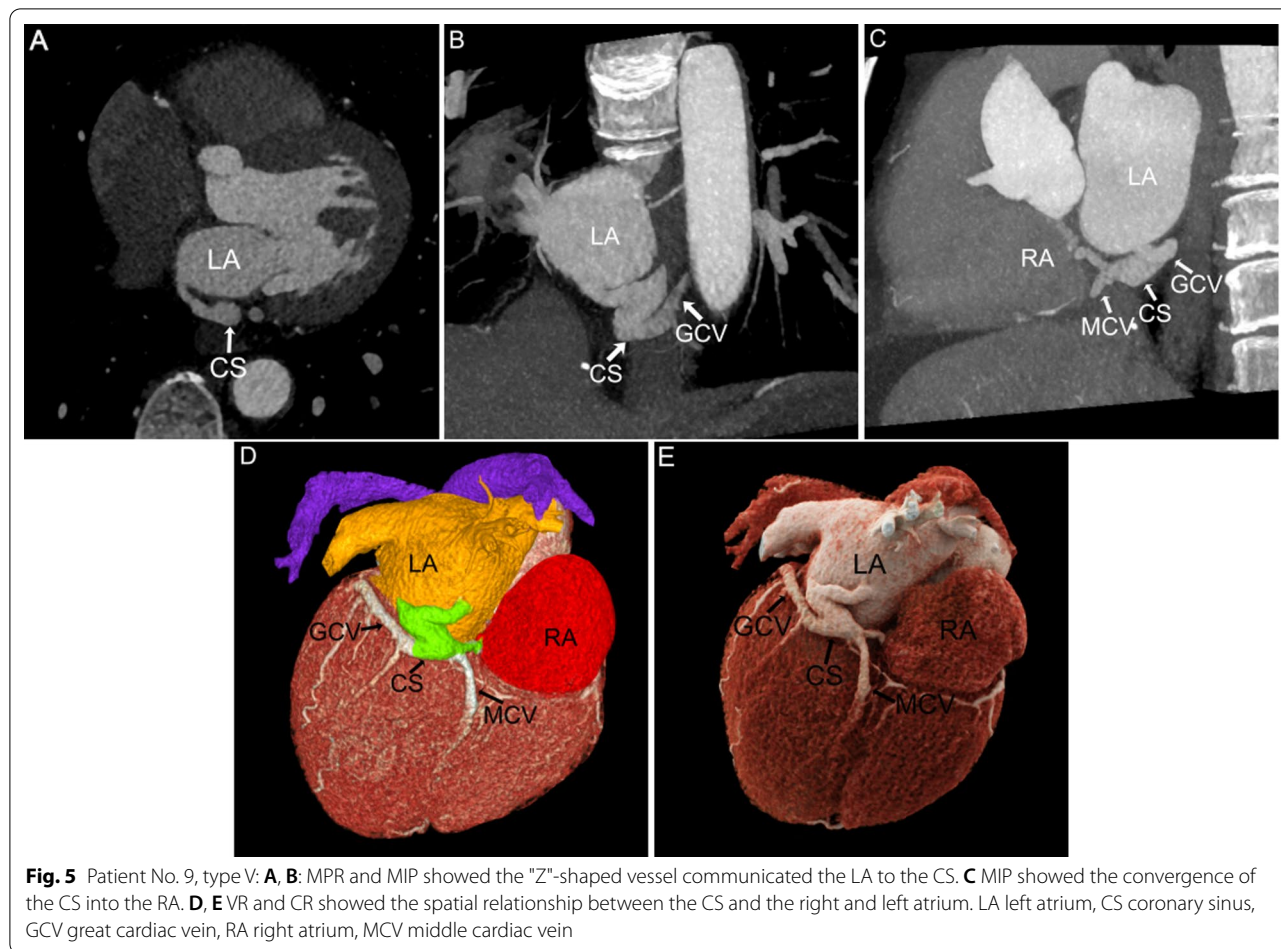 A
LA
CS
B
LA
GCV
CS
C
LA
RA
GCV
MCV
CS
D
LA
GCV
RA
CS
MCV
E
LA
GCV
RA
CS
MCV
Fig. 5 Patient No. 9, type V: A, B: MPR and MIP showed the "Z"-shaped vessel communicated the LA to the CS. C MIP showed the convergence of
the CS into the RA. D, E VR and CR showed the spatial relationship between the CS and the right and left atrium. LA left atrium, CS coronary sinus,
GCV great cardiac vein, RA right atrium, MCV middle cardiac vein